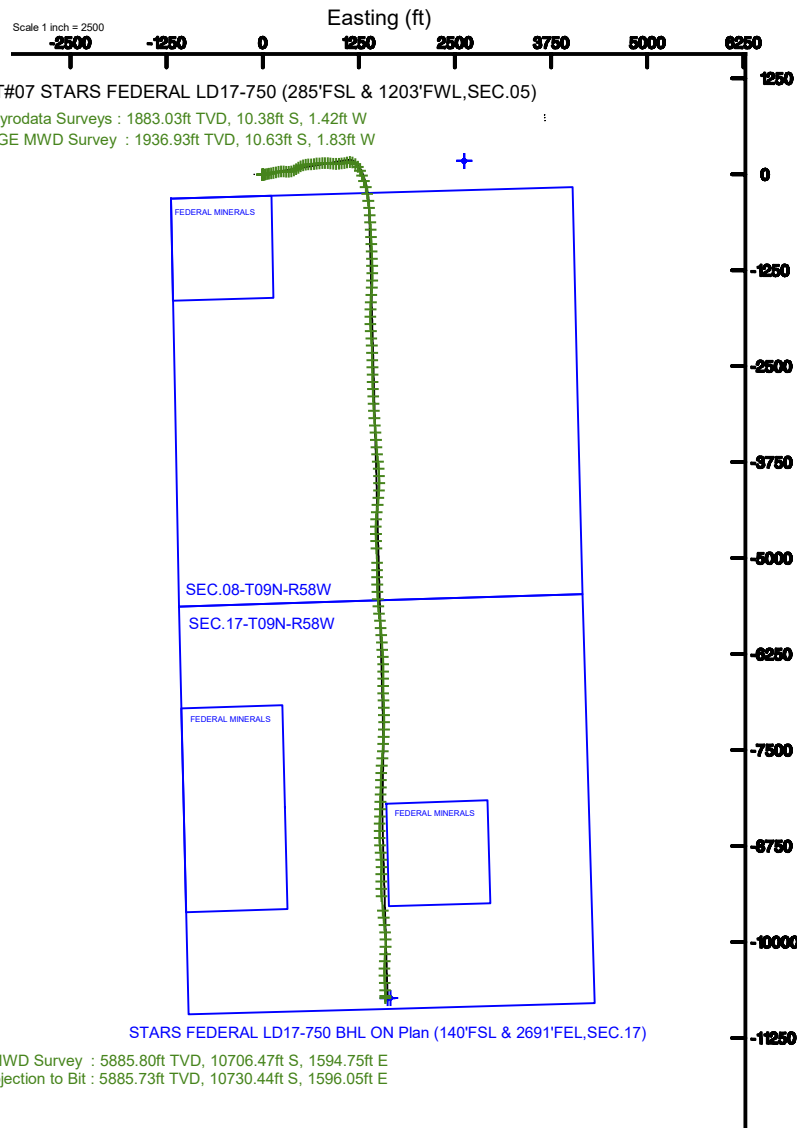 Easting (ft)
Scale 1 inch = 2500
-2500 -1250 0 1250 2500 3750 5000 6250
1250
T#07 STARS FEDERAL LD17-750 (285'FSL & 1203'FWL,SEC.05)
yrodata Surveys : 1883.03ft TVD, 10.38ft S, 1.42ft W
GE MWD Survey : 1936.93ft TVD, 10.63ft S, 1.83ft W
0
FEDERAL MINERALS
-1250
-2500
-3750
-5000
SEC.08-T09N-R58W
SEC.17-T09N-R58W
-6250
FEDERAL MINERALS
-7500
FEDERAL MINERALS
-8750
-10000
STARS FEDERAL LD17-750 BHL ON Plan (140'FSL & 2691'FEL,SEC.17)
-11250
MWD Survey : 5885.80ft TVD, 10706.47ft S, 1594.75ft E
jection to Bit : 5885.73ft TVD, 10730.44ft S, 1596.05ft E